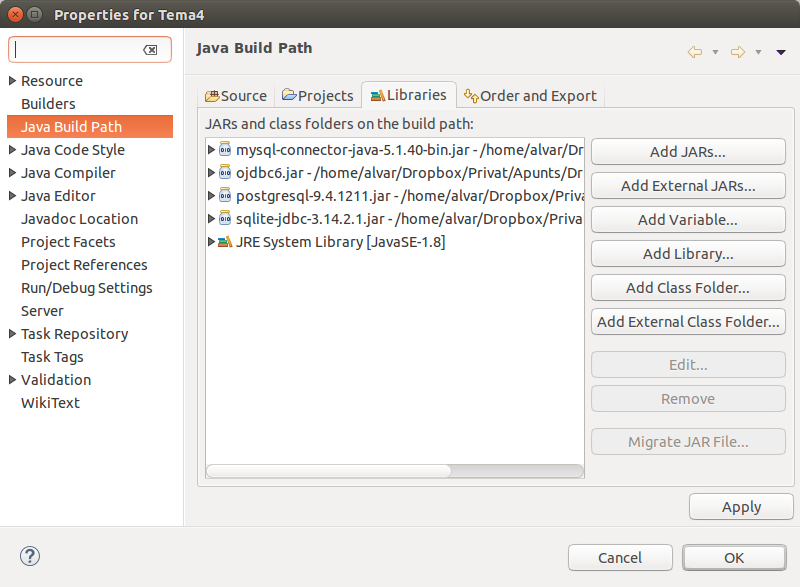 Properties for Tema4
Resource
Builders
Java Build Path
Java Code Style
Java Compiler
Java Editor
Javadoc Location
Project Facets
Project References
Run/Debug Settings
Server
Task Repository
Task Tags
Validation
WikiText
Java Build Path
Source Projects Libraries Order and Export
JARs and class folders on the build path:
mysql-connector-java-5.1.40-bin.jar - /home/alvar/Dr
ojdbc6.jar - /home/alvar/Dropbox/Privat/Apunts/Dr
postgresql-9.4.1211.jar - /home/alvar/Dropbox/Priva
sqlite-jdbc-3.14.2.1.jar - /home/alvar/Dropbox/Priva
JRE System Library [JavaSE-1.8]
Add JARs...
Add External JARs...
Add Variable...
Add Library...
Add Class Folder...
Add External Class Folder...
Edit...
Remove
Migrate JAR File...
Apply
? Cancel OK